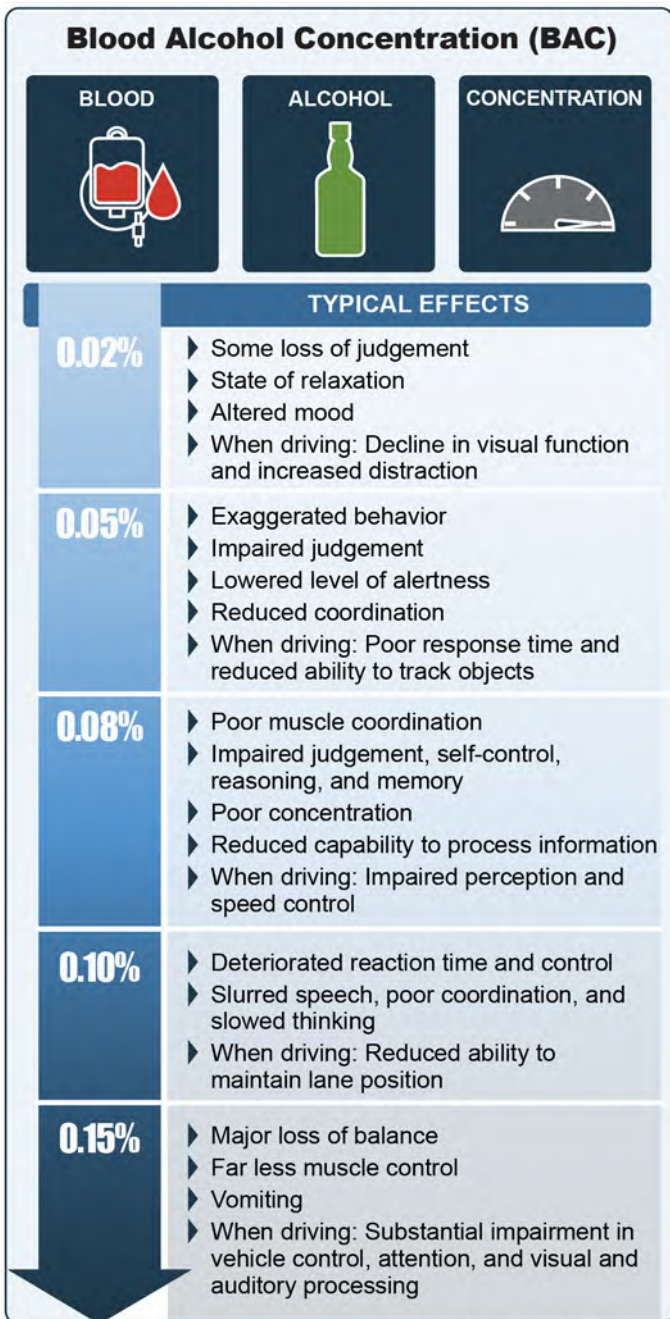 Blood Alcohol Concentration (BAC)
BLOOD
ALCOHOL
CONCENTRATION
TYPICAL EFFECTS
0.02%
Some loss of judgement
State of relaxation
Altered mood
When driving: Decline in visual function
and increased distraction
0.05%
Exaggerated behavior
Impaired judgement
Lowered level of alertness
Reduced coordination
When driving: Poor response time and
reduced ability to track objects
0.08%
Poor muscle coordination
Impaired judgement, self-control,
reasoning, and memory
Poor concentration
Reduced capability to process information
When driving: Impaired perception and
speed control
0.10%
Deteriorated reaction time and control
Slurred speech, poor coordination, and
slowed thinking
When driving: Reduced ability to
maintain lane position
0.15%
Major loss of balance
Far less muscle control
Vomiting
When driving: Substantial impairment in
vehicle control, attention, and visual and
auditory processing